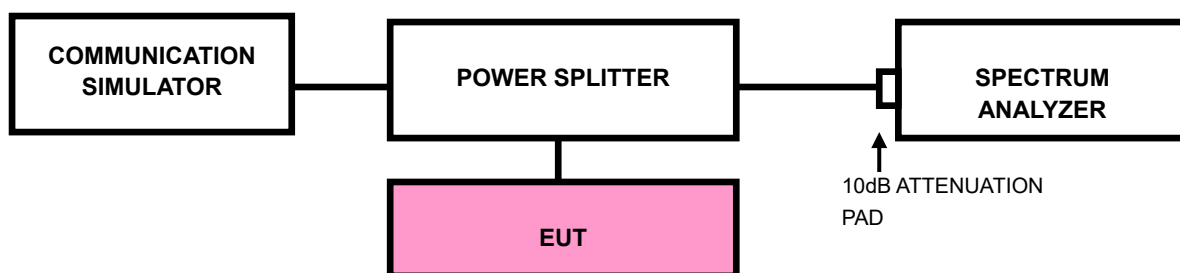 COMMUNICATION
SIMULATOR
POWER SPLITTER
SPECTRUM
ANALYZER
10dB ATTENUATION
PAD
EUT